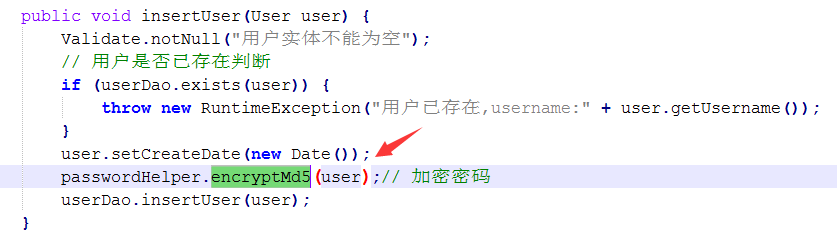 public void insertUser(User user) {
Validate.notNull("用户实体不能为空");
// 用户是否已存在判断
if (userDao.exists(user)) {
throw new RuntimeException("用户已存在,username:" + user.getUsername());
}
user.setCreateDate(new Date());
passwordHelper.encryptMd5(user);// 加密密码
userDao.insertUser(user);
}